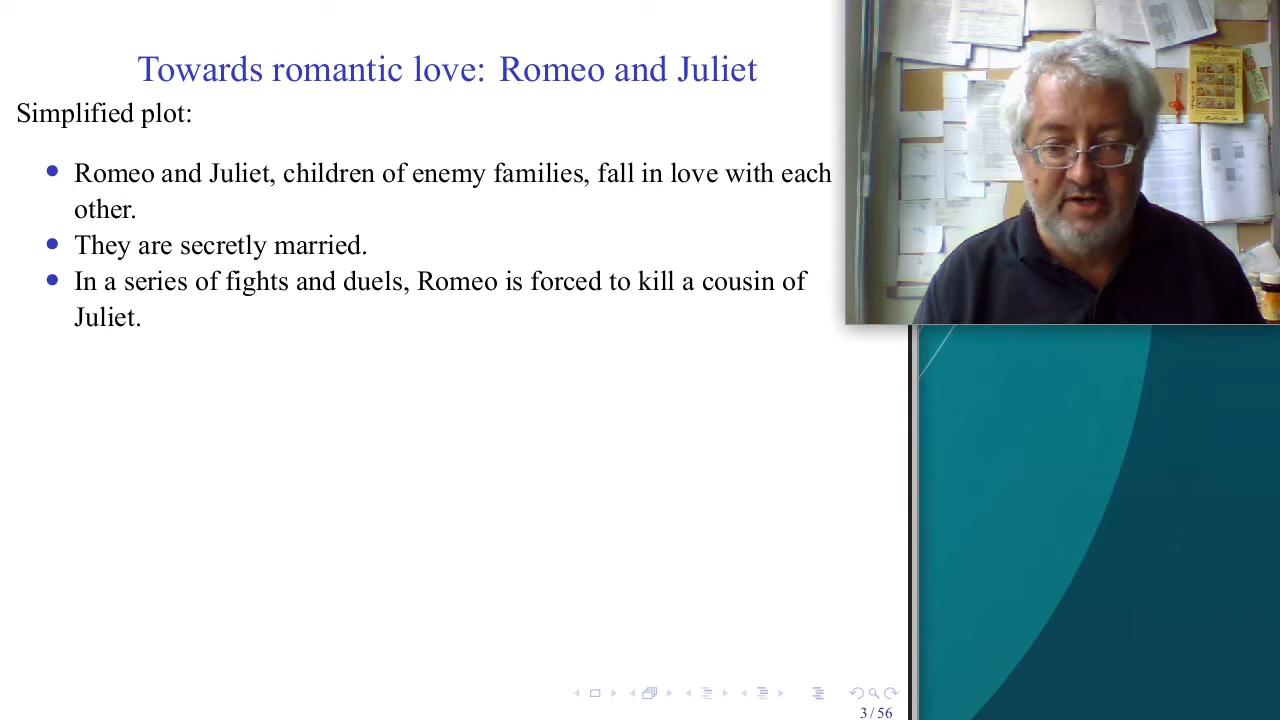 Towards romantic love: Romeo and Juliet
Simplified plot:
Romeo and Juliet, children of enemy families, fall in love with each
other.
They are secretly married.
In a series of fights and duels, Romeo is forced to kill a cousin of
Juliet.
3 / 56